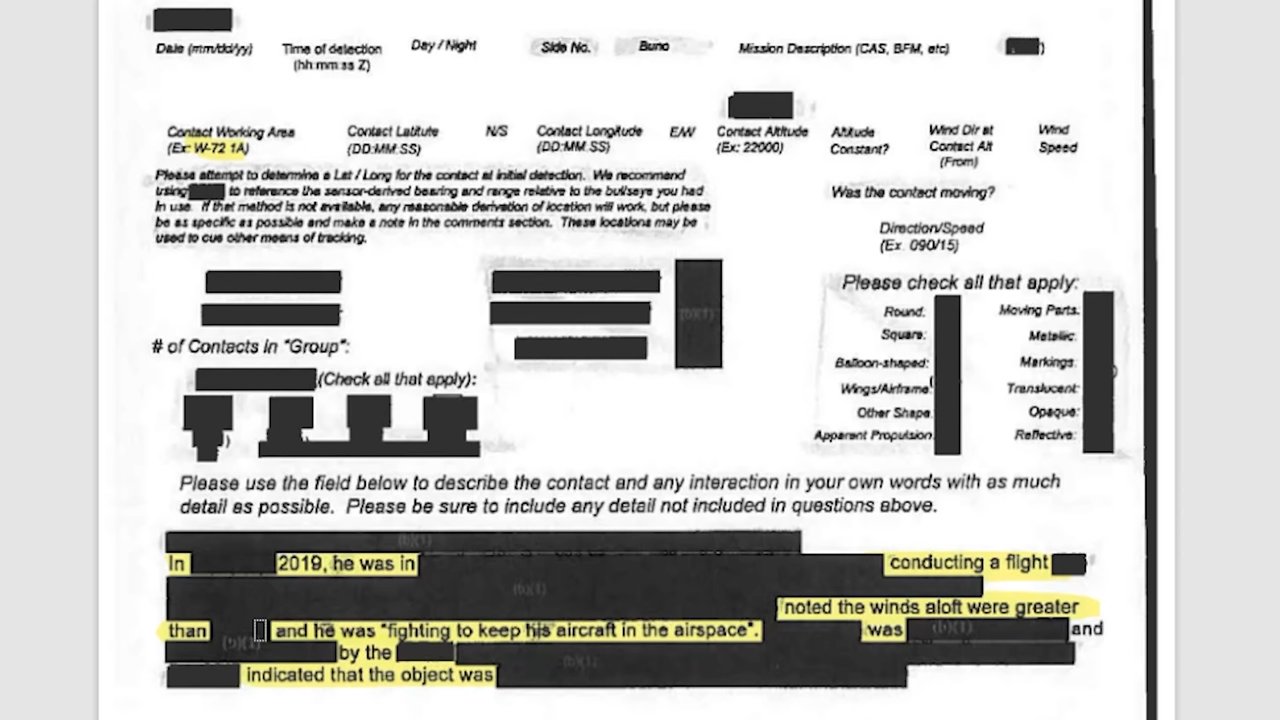 Date (mm/dd/yy) Time of detection Day / Night Side No. Buno Mission Description (CAS, BFM, etc) )
(hh:mm:ss Z)
Contact Working Area Contact Latitute N/S Contact Longitude E/W Contact Altitude Altitude Wind Dir at Wind
(Ex: W-72 1A) (DD:MM.SS) (DD:MM.SS) (Ex: 22000) Constant? Contact Alt Speed
(From)
Please attempt to determine a Lat / Long for the contact at initial detection. We recommend
using to reference the sensor-derived bearing and range relative to the bullseye you had
in use. If that method is not available, any reasonable derivation of location will work, but please
be as specific as possible and make a note in the comments section. These locations may be
used to cue other means of tracking.
Was the contact moving?
Direction/Speed
(Ex. 090/15)
Please check all that apply:
Round: Moving Parts:
(b)(1)
Square: Metallic:
# of Contacts in "Group":
Balloon-shaped: Markings:
(Check all that apply):
Wings/Airframe: Translucent:
Other Shape: Opaque:
Apparent Propulsion: Reflective:
Please use the field below to describe the contact and any interaction in your own words with as much
detail as possible. Please be sure to include any detail not included in questions above.
(b)(1)
In 2019, he was in conducting a flight
(b)(1)
noted the winds aloft were greater
than and he was "fighting to keep his aircraft in the airspace". was (b)(1) and
(b)(1) by the (b)(1)
indicated that the object was